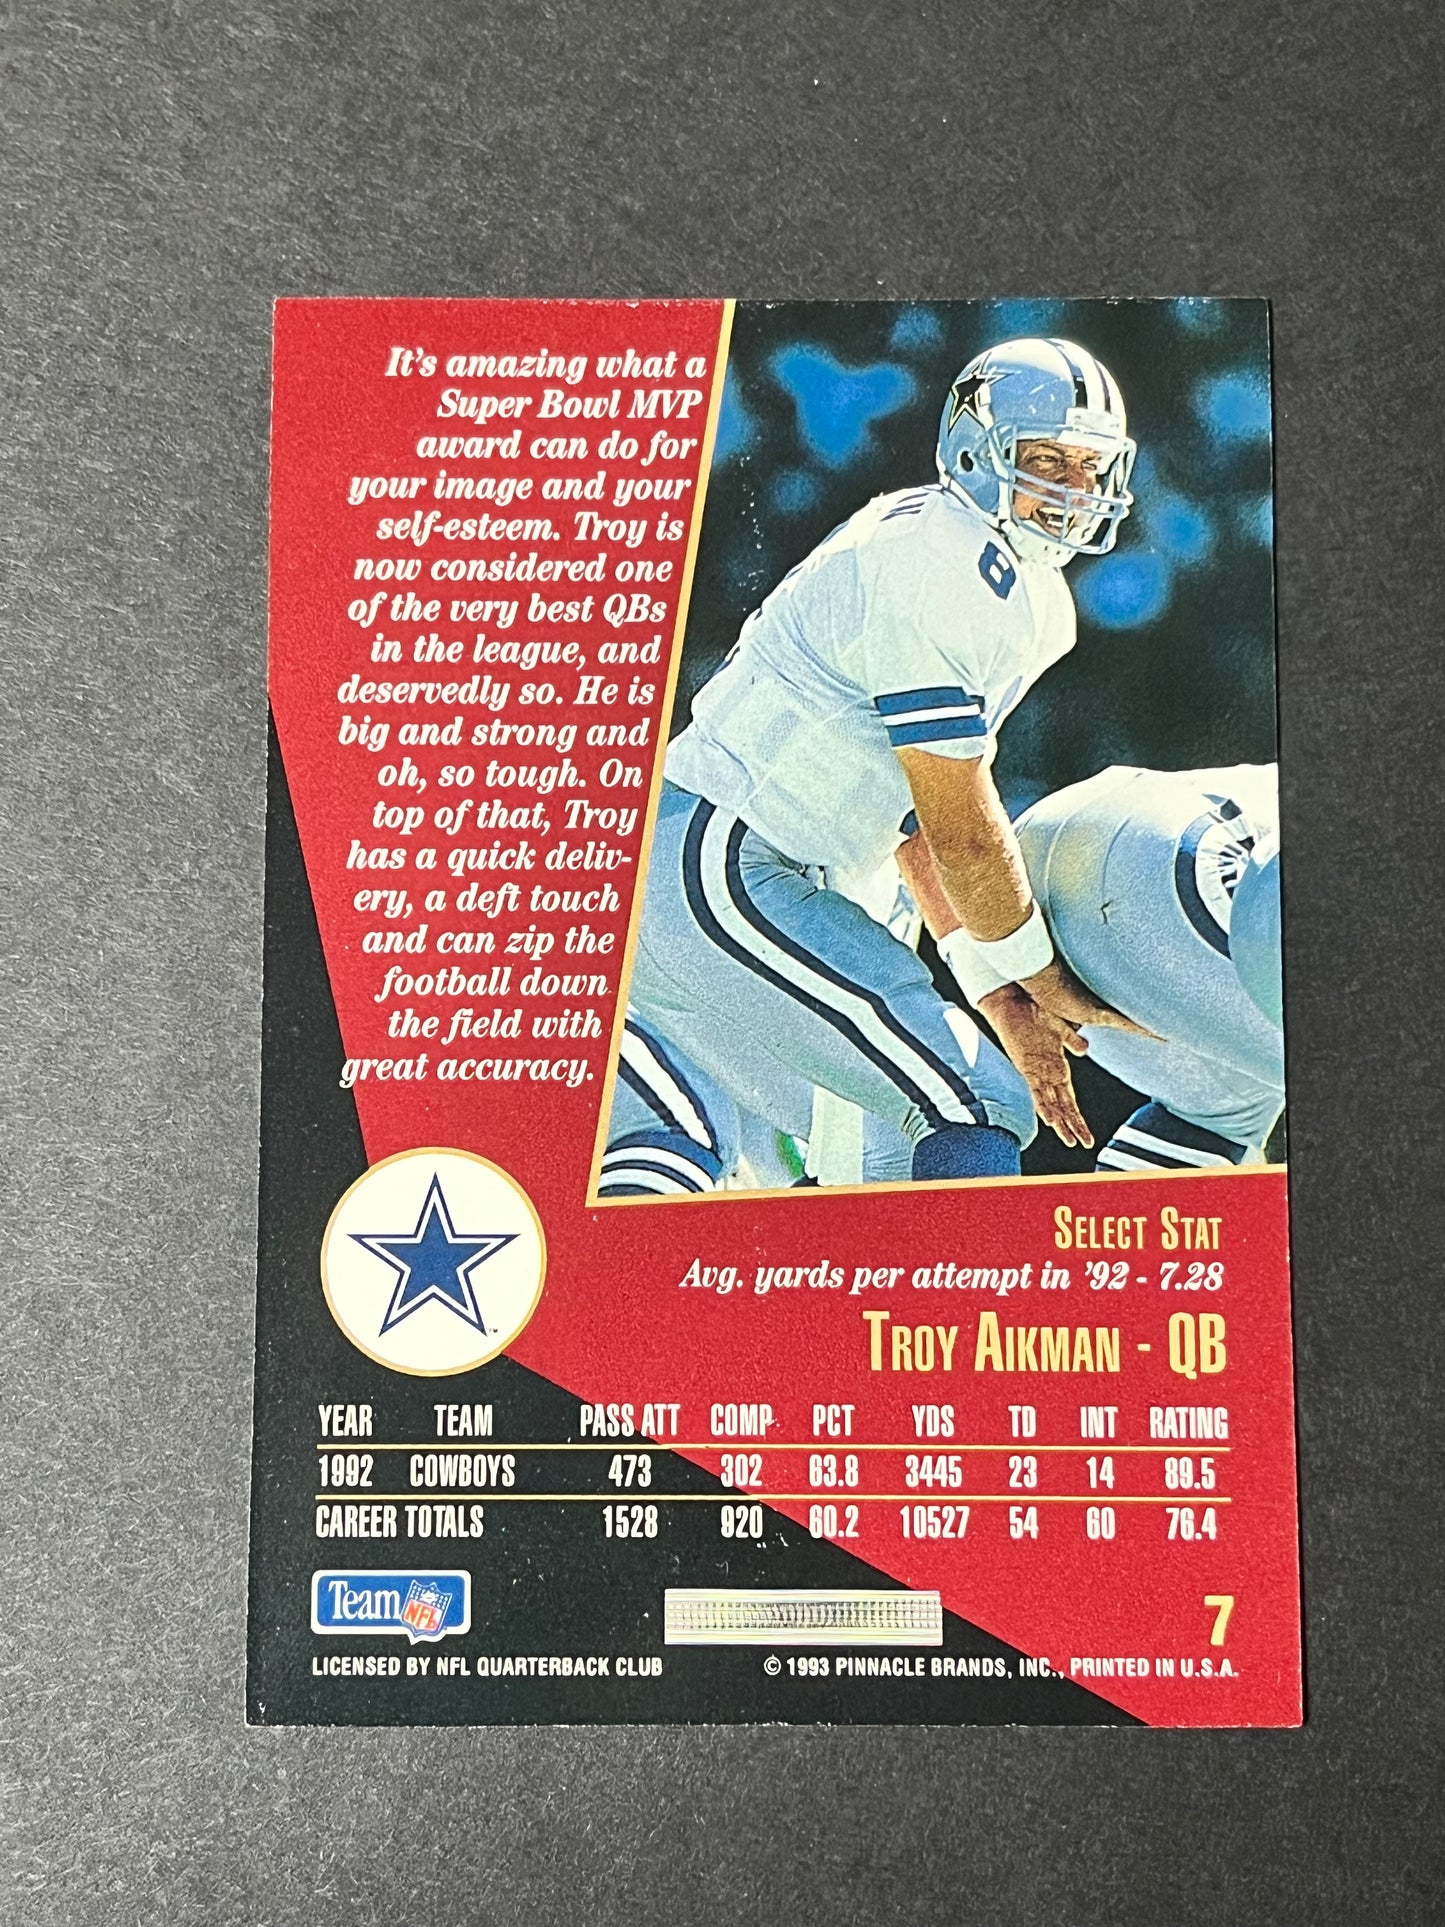 It's amazing what a
Super Bowl MVP
award can do for
your image and your
self-esteem. Troy is
now considered one
of the very best QBs
in the league, and
deservedly so. He is
big and strong and
oh, so tough. On
top of that, Troy
has a quick deliv-
ery, a deft touch
and can zip the
football down
the field with
great accuracy.
8
SELECT STAT
Avg. yards per attempt in '92 - 7.28
TROY AIKMAN - QB
YEAR TEAM PASS ATT COMP PCT YDS TD INT RATING
1992 COWBOYS 473 302 63.8 3445 23 14 89.5
CAREER TOTALS 1528 920 60.2 10527 54 60 76.4
Team NFL
7
LICENSED BY NFL QUARTERBACK CLUB © 1993 PINNACLE BRANDS, INC., PRINTED IN U.S.A.